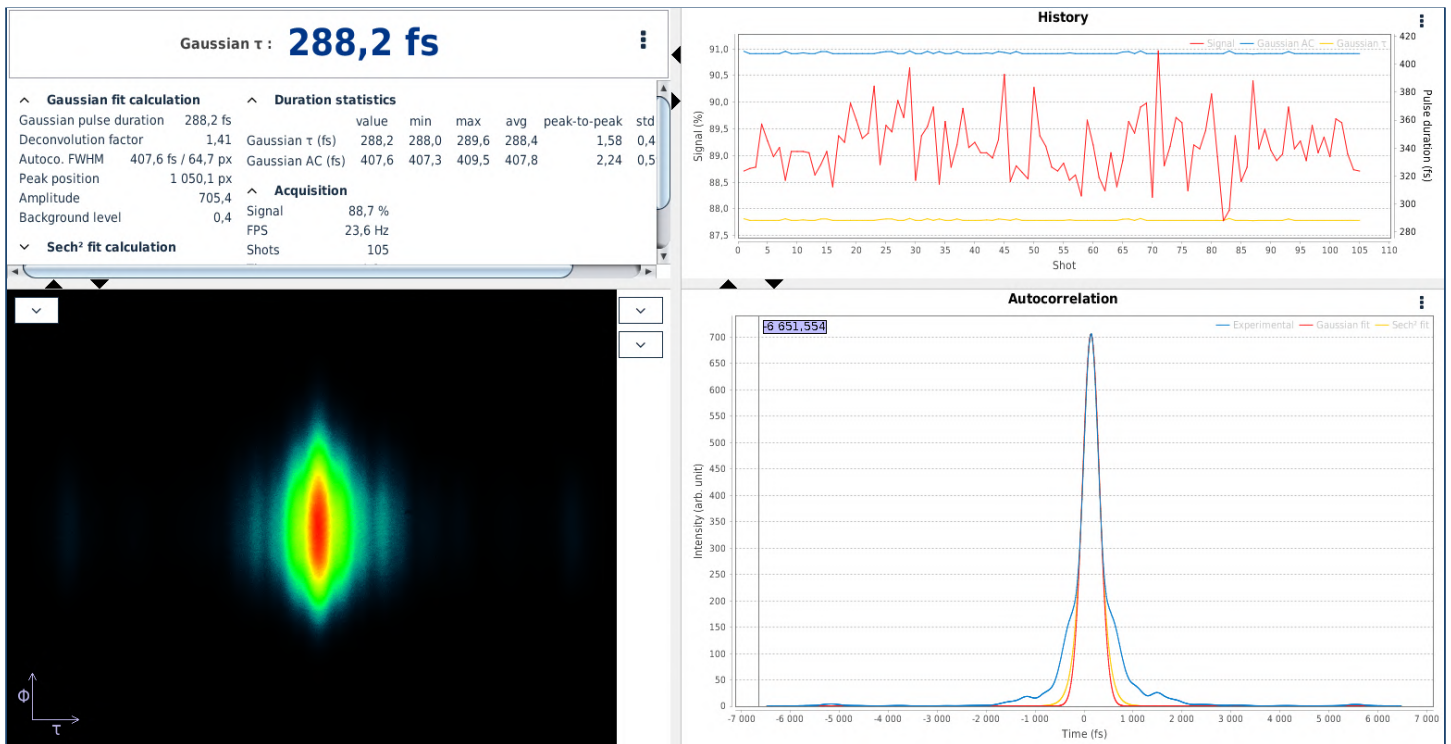 Gaussian τ : 288,2 fs
Gaussian fit calculation
Gaussian pulse duration 288,2 fs
Deconvolution factor 1,41
Autoco. FWHM 407,6 fs / 64,7 px
Peak position 1 050,1 px
Amplitude 705,4
Background level 0,4
Sech² fit calculation
Duration statistics
value min max avg peak-to-peak std
Gaussian τ (fs) 288,2 288,0 289,6 288,4 1,58 0,4
Gaussian AC (fs) 407,6 407,3 409,5 407,8 2,24 0,5
Acquisition
Signal 88,7 %
FPS 23,6 Hz
Shots 105
History
Signal Gaussian AC Gaussian τ
Signal (%)
91,0
90,5
90,0
89,5
89,0
88,5
88,0
87,5
420
400
380
360
340
320
300
280
Pulse duration (fs)
0 5 10 15 20 25 30 35 40 45 50 55 60 65 70 75 80 85 90 95 100 105 110
Shot
Φ
τ
Autocorrelation
-6 651,554
Experimental Gaussian fit Sech² fit
Intensity (arb. unit)
700
650
600
550
500
450
400
350
300
250
200
150
100
50
0
-7 000 -6 000 -5 000 -4 000 -3 000 -2 000 -1 000 0 1 000 2 000 3 000 4 000 5 000 6 000 7 000
Time (fs)